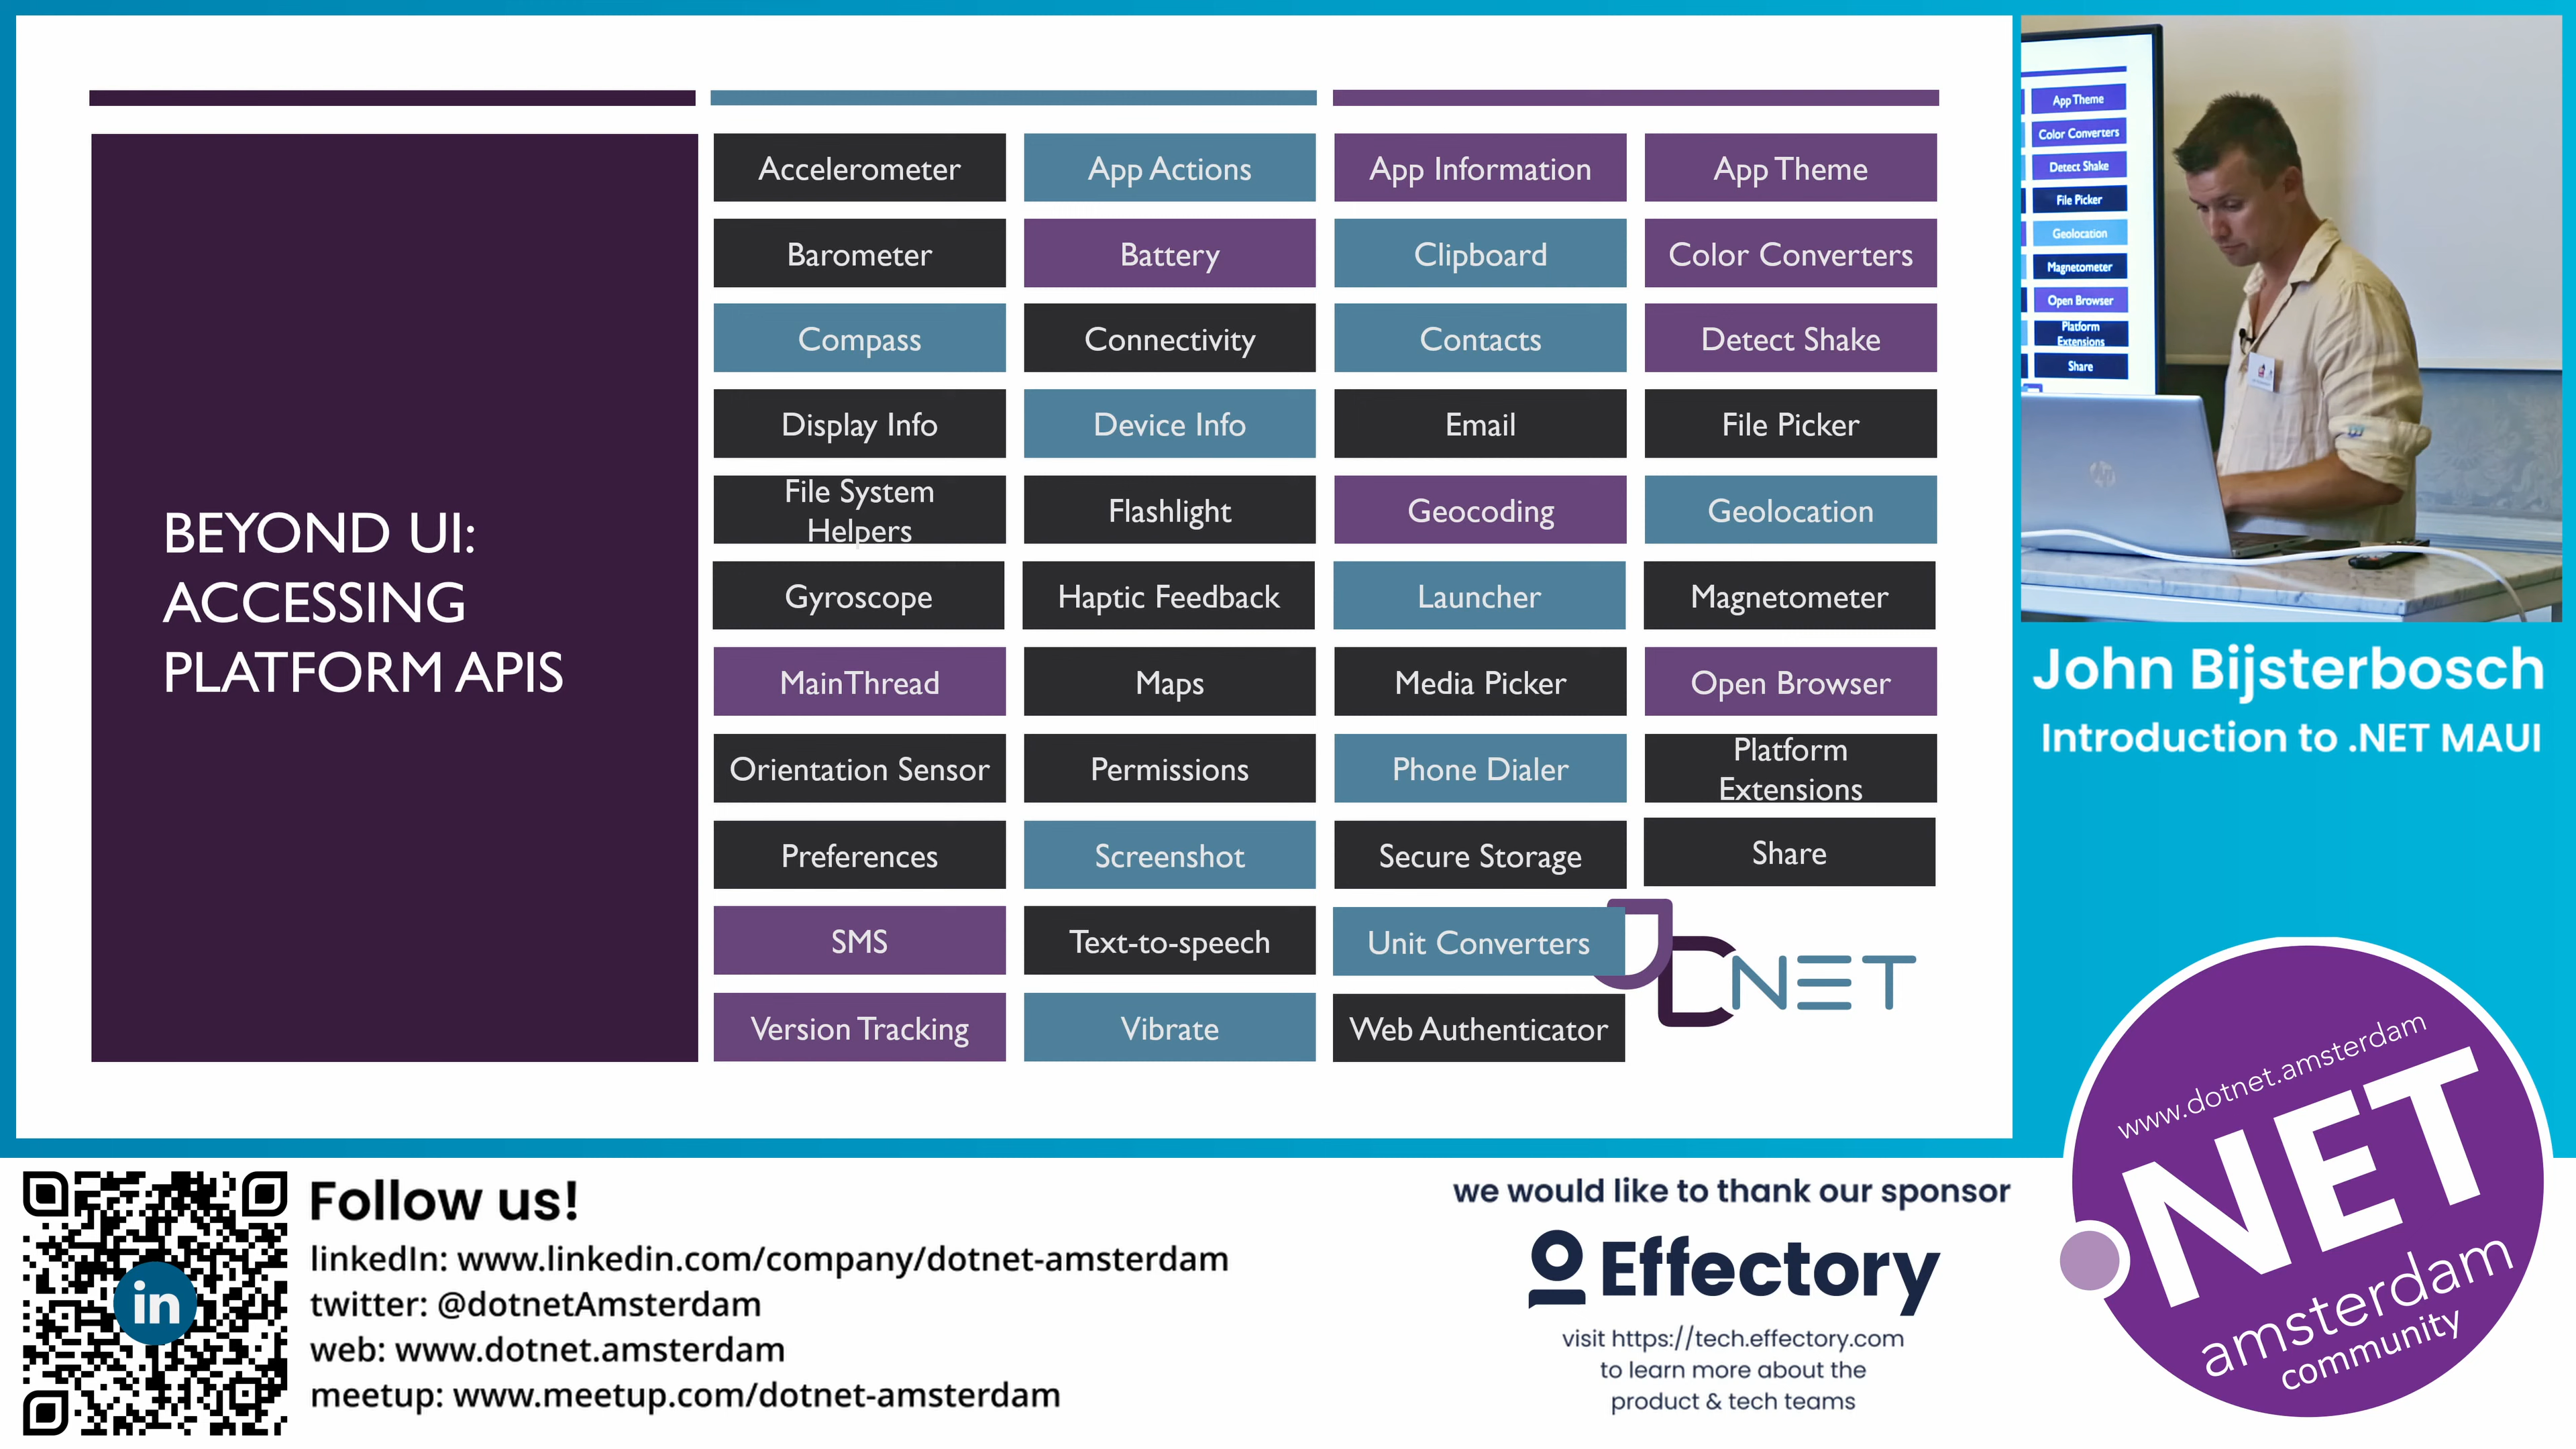 BEYOND UI:
ACCESSING
PLATFORM APIS
Accelerometer
App Actions
App Information
App Theme
Barometer
Battery
Clipboard
Color Converters
Compass
Connectivity
Contacts
Detect Shake
Display Info
Device Info
Email
File Picker
File System
Helpers
Flashlight
Geocoding
Geolocation
Gyroscope
Haptic Feedback
Launcher
Magnetometer
MainThread
Maps
Media Picker
Open Browser
Orientation Sensor
Permissions
Phone Dialer
Platform
Extensions
Preferences
Screenshot
Secure Storage
Share
SMS
Text-to-speech
Unit Converters
Version Tracking
Vibrate
Web Authenticator
JDNET
App Theme
Color Converters
Detect Shake
File Picker
Geolocation
Magnetometer
Open Browser
Platform
Extensions
Share
hp
John Bijsterbosch
Introduction to .NET MAUI
www.dotnet.amsterdam
.NET
amsterdam
community
in
Follow us!
linkedIn: www.linkedin.com/company/dotnet-amsterdam
twitter: @dotnetAmsterdam
web: www.dotnet.amsterdam
meetup: www.meetup.com/dotnet-amsterdam
we would like to thank our sponsor
Effectory
visit https://tech.effectory.com
to learn more about the
product & tech teams